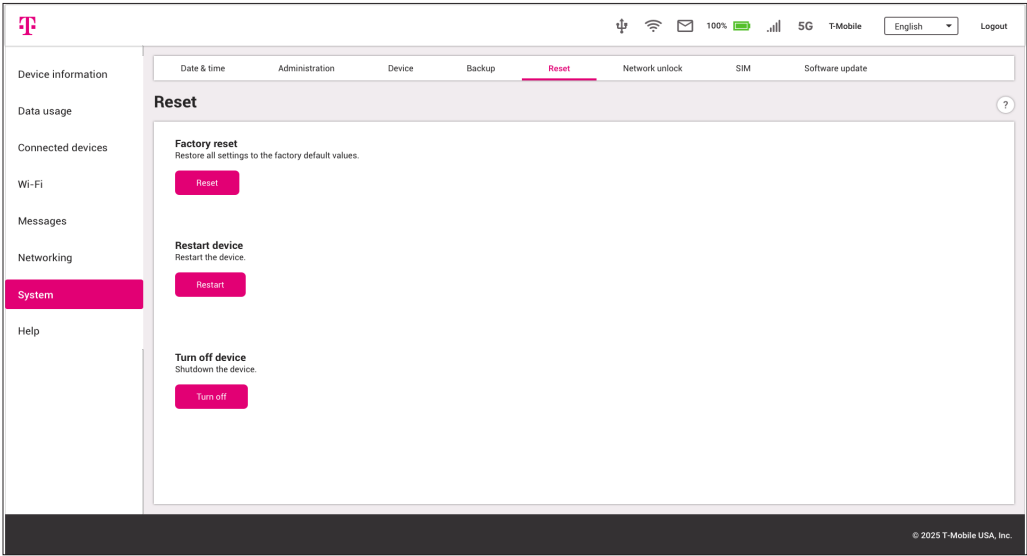 T
100%
5G
T-Mobile
English
Logout
Device information
Data usage
Connected devices
Wi-Fi
Messages
Networking
System
Help
Date & time
Administration
Device
Backup
Reset
Network unlock
SIM
Software update
Reset
?
Factory reset
Restore all settings to the factory default values.
Reset
Restart device
Restart the device.
Restart
Turn off device
Shutdown the device.
Turn off
© 2025 T-Mobile USA, Inc.